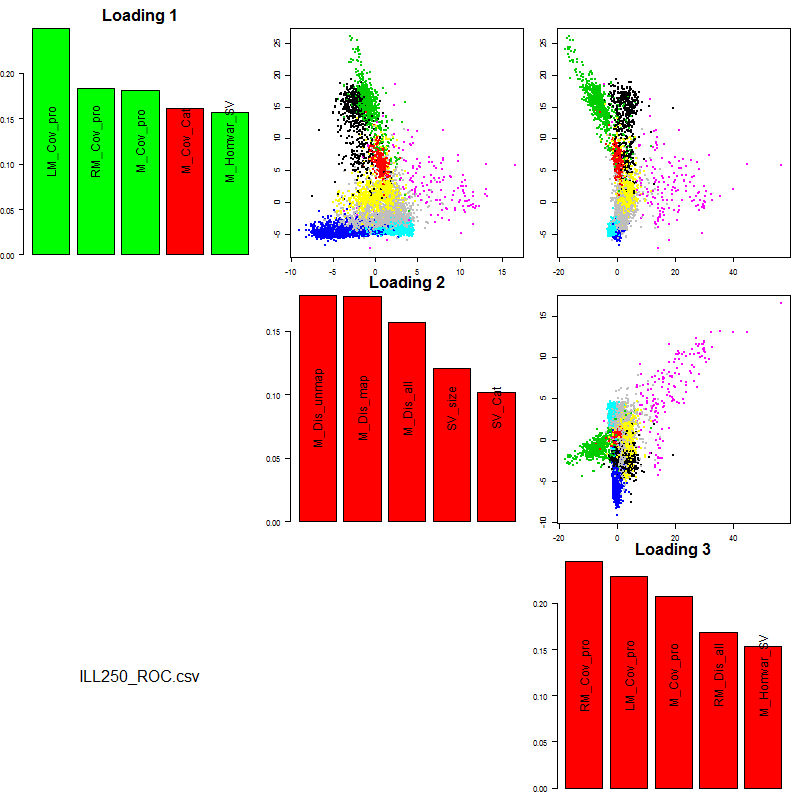 Loading 1
0.00 0.05 0.10 0.15 0.20
LM_Cov_pro
RM_Cov_pro
M_Cov_pro
M_Cov_Cat
M_Homvar_SV
-5 0 5 10 15 20 25
-10 -5 0 5 10 15
-5 0 5 10 15 20 25
-20 0 20 40
Loading 2
0.00 0.05 0.10 0.15
M_Dis_unmap
M_Dis_map
M_Dis_all
SV_size
SV_Cat
-10 -5 0 5 10 15
-20 0 20 40
Loading 3
0.00 0.05 0.10 0.15 0.20
RM_Cov_pro
LM_Cov_pro
M_Cov_pro
RM_Dis_all
M_Homvar_SV
ILL250_ROC.csv